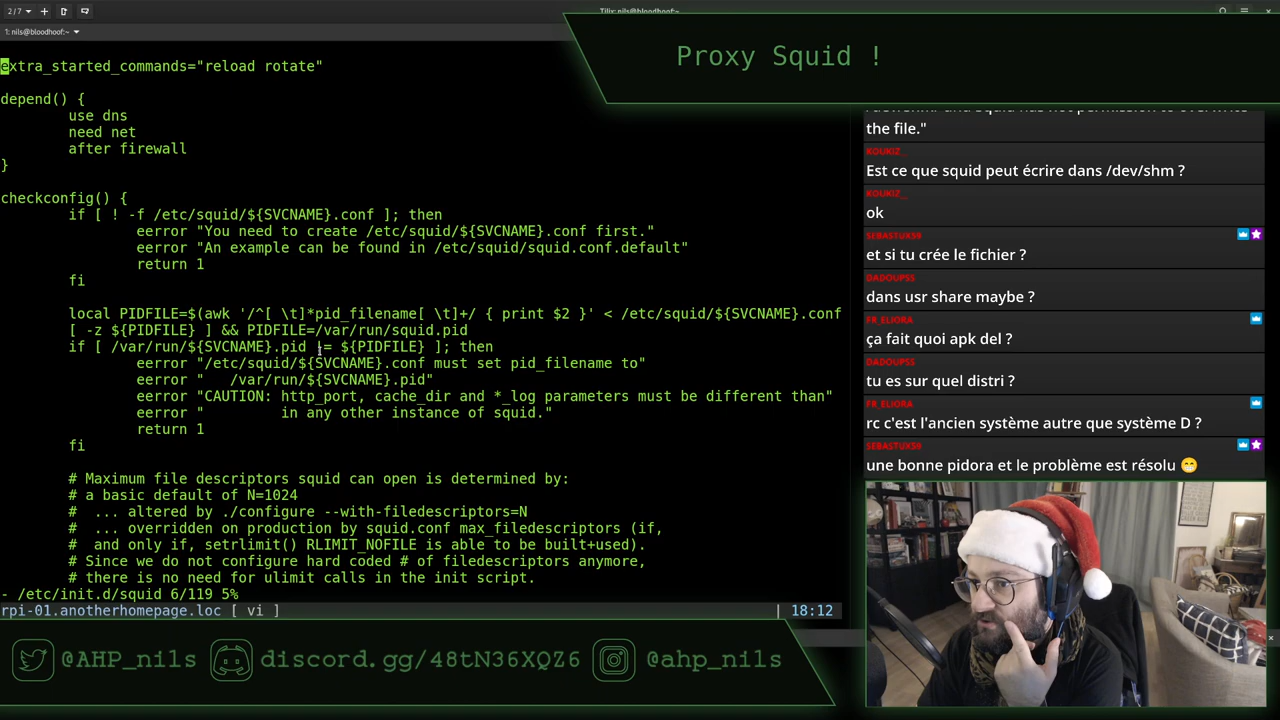 2/7
Tilix: nils@bloodhoof:~
1: nils@bloodhoof:~
Proxy Squid !
extra_started_commands="reload rotate"
depend() {
use dns
need net
after firewall
}
checkconfig() {
if [ ! -f /etc/squid/${SVCNAME}.conf ]; then
eerror "You need to create /etc/squid/${SVCNAME}.conf first."
eerror "An example can be found in /etc/squid/squid.conf.default"
return 1
fi
local PIDFILE=$(awk '/^[ \t]*pid_filename[ \t]+/ { print $2 }' < /etc/squid/${SVCNAME}.conf
[ -z ${PIDFILE} ] && PIDFILE=/var/run/squid.pid
if [ /var/run/${SVCNAME}.pid != ${PIDFILE} ]; then
eerror "/etc/squid/${SVCNAME}.conf must set pid_filename to"
eerror "   /var/run/${SVCNAME}.pid"
eerror "CAUTION: http_port, cache_dir and *_log parameters must be different than"
eerror "         in any other instance of squid."
return 1
fi
# Maximum file descriptors squid can open is determined by:
# a basic default of N=1024
#  ... altered by ./configure --with-filedescriptors=N
#  ... overridden on production by squid.conf max_filedescriptors (if,
#  and only if, setrlimit() RLIMIT_NOFILE is able to be built+used).
# Since we do not configure hard coded # of filedescriptors anymore,
# there is no need for ulimit calls in the init script.
- /etc/init.d/squid 6/119 5%
rpi-01.anotherhomepage.loc [ vi ] | 18:12
the file."
KOUKIZ_
Est ce que squid peut écrire dans /dev/shm ?
KOUKIZ_
ok
SEBASTUX59
et si tu crée le fichier ?
DADOUPSS
dans usr share maybe ?
FR_ELIORA
ça fait quoi apk del ?
DADOUPSS
tu es sur quel distri ?
FR_ELIORA
rc c'est l'ancien système autre que système D ?
SEBASTUX59
une bonne pidora et le problème est résolu 😁
@AHP_nils
discord.gg/48tN36XQZ6
@ahp_nils